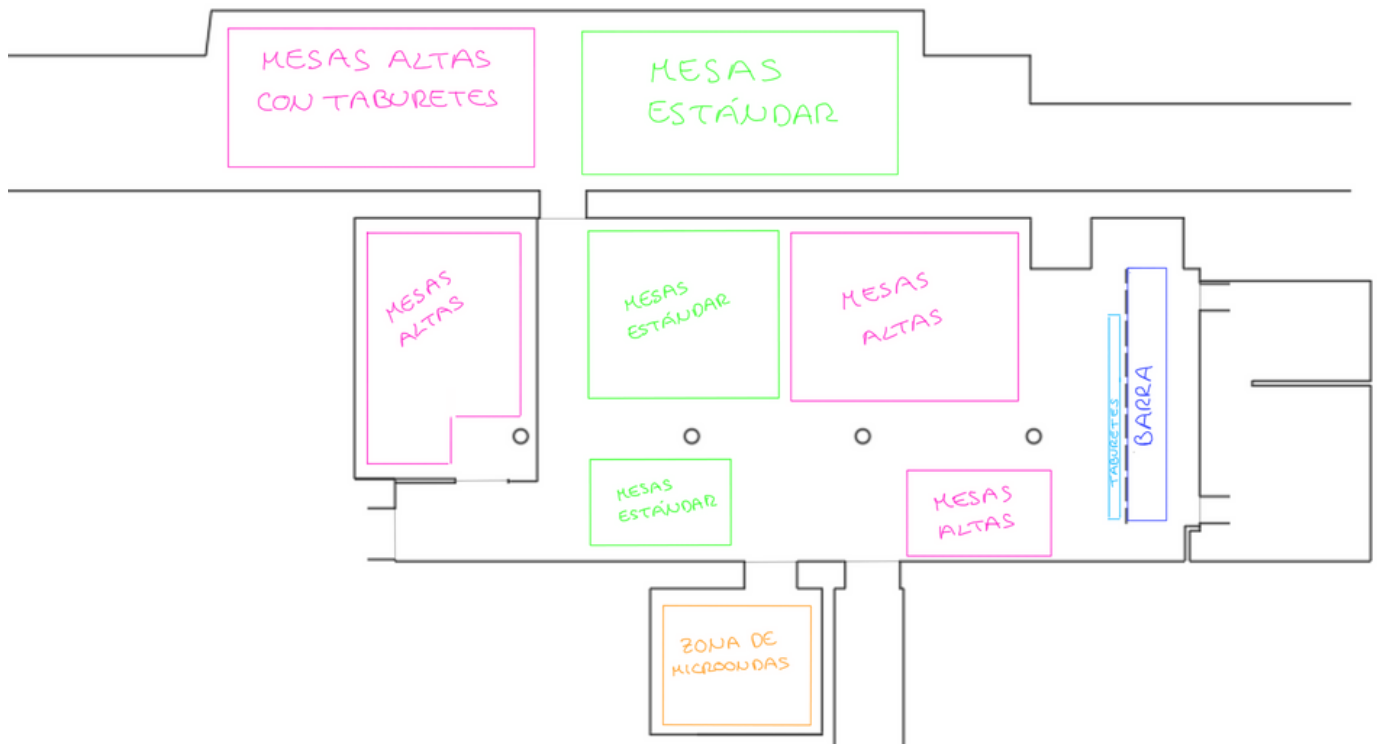 MESAS ALTAS
CON TABURETES
MESAS
ESTÁNDAR
MESAS
ALTAS
MESAS
ESTÁNDAR
MESAS
ALTAS
TABURETES
BARRA
MESAS
ESTÁNDAR
MESAS
ALTAS
ZONA DE
MICROONDAS